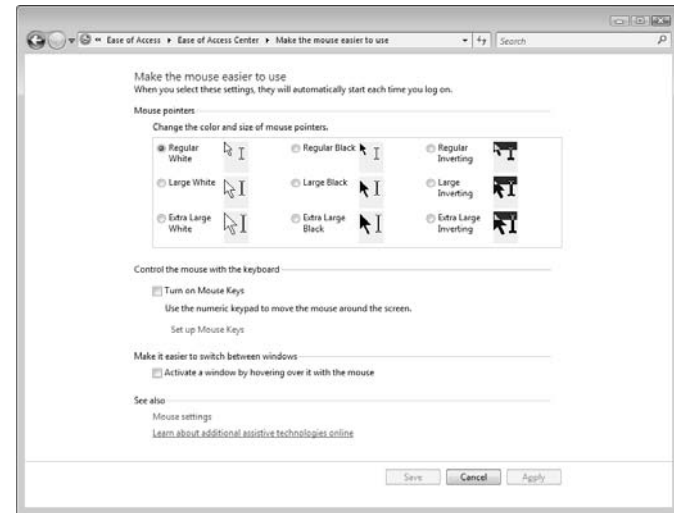 « Ease of Access ▸ Ease of Access Center ▸ Make the mouse easier to use
Search
Make the mouse easier to use
When you select these settings, they will automatically start each time you log on.
Mouse pointers
Change the color and size of mouse pointers.
Regular White
Regular Black
Regular Inverting
Large White
Large Black
Large Inverting
Extra Large White
Extra Large Black
Extra Large Inverting
Control the mouse with the keyboard
Turn on Mouse Keys
Use the numeric keypad to move the mouse around the screen.
Set up Mouse Keys
Make it easier to switch between windows
Activate a window by hovering over it with the mouse
See also
Mouse settings
Learn about additional assistive technologies online
Save Cancel Apply